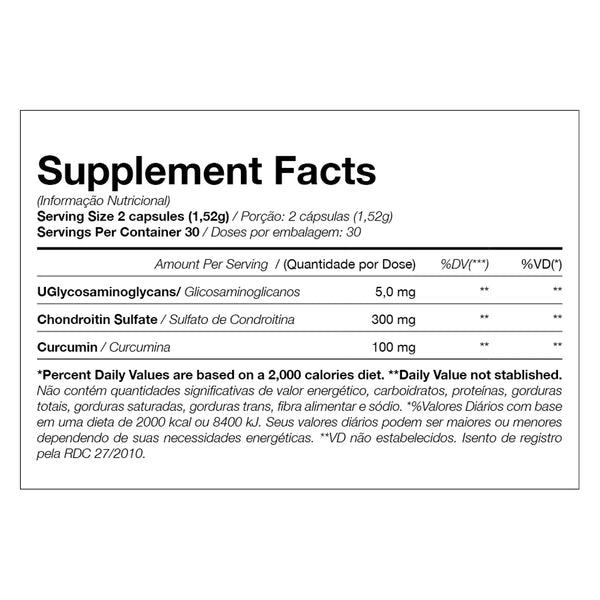 Supplement Facts
(Informação Nutricional)
Serving Size 2 capsules (1,52g) / Porção: 2 cápsulas (1,52g)
Servings Per Container 30 / Doses por embalagem: 30
Amount Per Serving / (Quantidade por Dose) %DV(***) %VD(*)
UGlycosaminoglycans/ Glicosaminoglicanos 5,0 mg ** **
Chondroitin Sulfate / Sulfato de Condroitina 300 mg ** **
Curcumin / Curcumina 100 mg ** **
*Percent Daily Values are based on a 2,000 calories diet. **Daily Value not stablished.
Não contém quantidades significativas de valor energético, carboidratos, proteínas, gorduras
totais, gorduras saturadas, gorduras trans, fibra alimentar e sódio. *%Valores Diários com base
em uma dieta de 2000 kcal ou 8400 kJ. Seus valores diários podem ser maiores ou menores
dependendo de suas necessidades energéticas. **VD não estabelecidos. Isento de registro
pela RDC 27/2010.